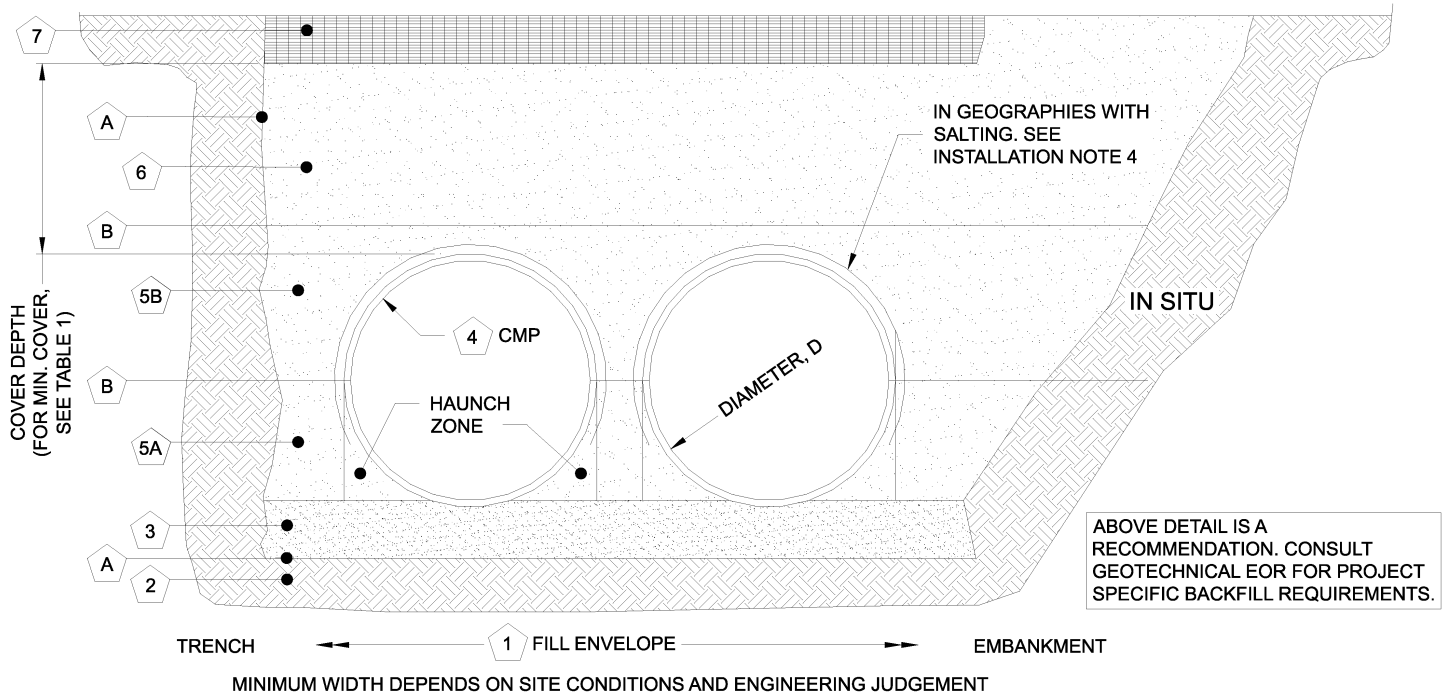 7
A
IN GEOGRAPHIES WITH
SALTING. SEE
INSTALLATION NOTE 4
6
B
COVER DEPTH
(FOR MIN. COVER,
SEE TABLE 1)
5B
IN SITU
4 CMP
DIAMETER, D
B
HAUNCH
ZONE
5A
3
A
2
ABOVE DETAIL IS A
RECOMMENDATION. CONSULT
GEOTECHNICAL EOR FOR PROJECT
SPECIFIC BACKFILL REQUIREMENTS.
TRENCH
1 FILL ENVELOPE
EMBANKMENT
MINIMUM WIDTH DEPENDS ON SITE CONDITIONS AND ENGINEERING JUDGEMENT